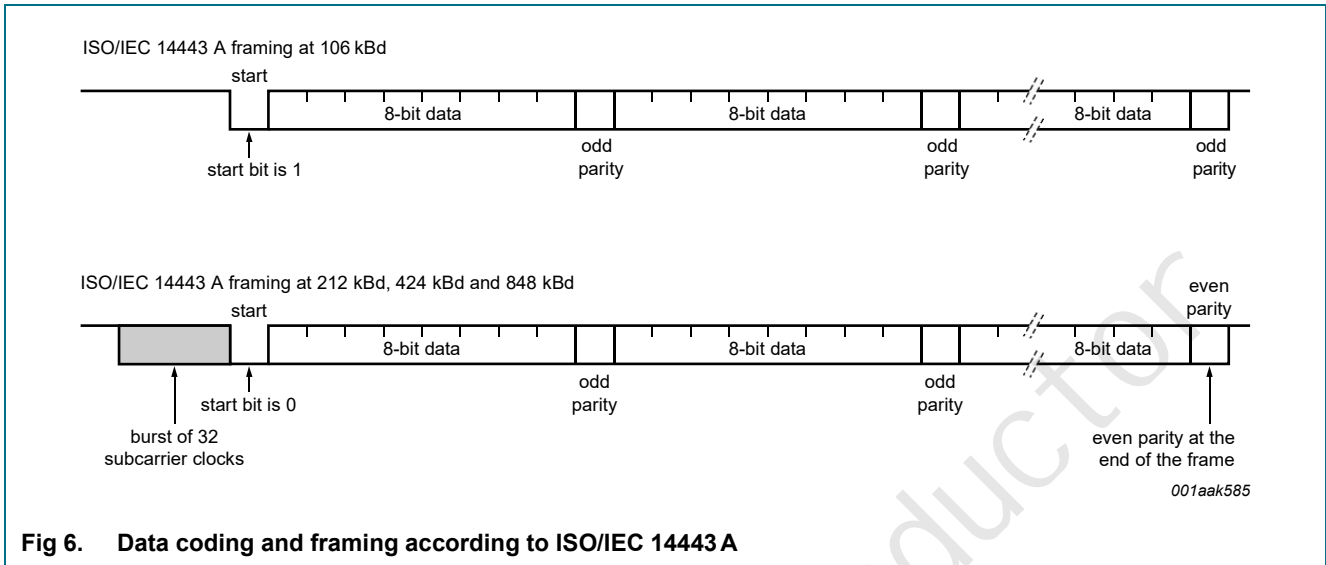 ISO/IEC 14443 A framing at 106 kBd
start
8-bit data 8-bit data 8-bit data
odd parity odd parity odd parity
start bit is 1
ISO/IEC 14443 A framing at 212 kBd, 424 kBd and 848 kBd
even parity
start
8-bit data 8-bit data 8-bit data
odd parity odd parity
start bit is 0
burst of 32
subcarrier clocks
even parity at the
end of the frame
001aak585
Fig 6. Data coding and framing according to ISO/IEC 14443 A